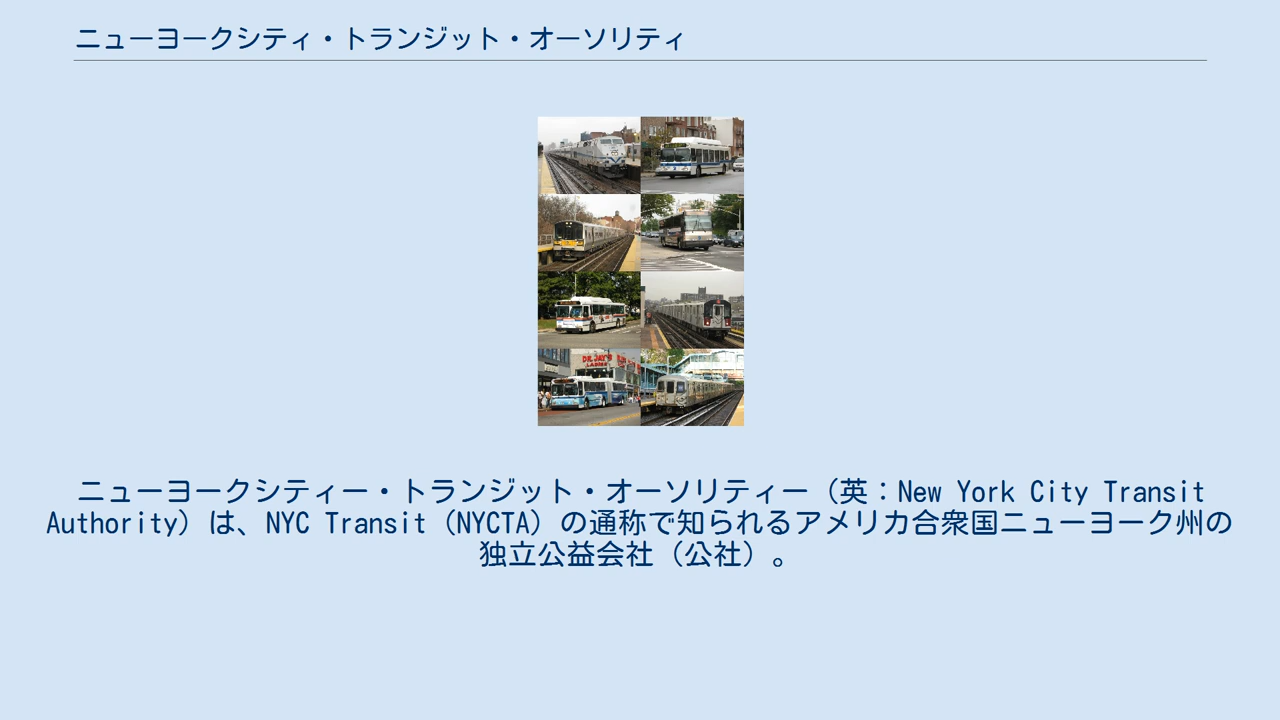 ニューヨークシティ・トランジット・オーソリティ
DR.JAY'S
ニューヨークシティー・トランジット・オーソリティー（英：New York City Transit
Authority）は、NYC Transit（NYCTA）の通称で知られるアメリカ合衆国ニューヨーク州の
独立公益会社（公社）。